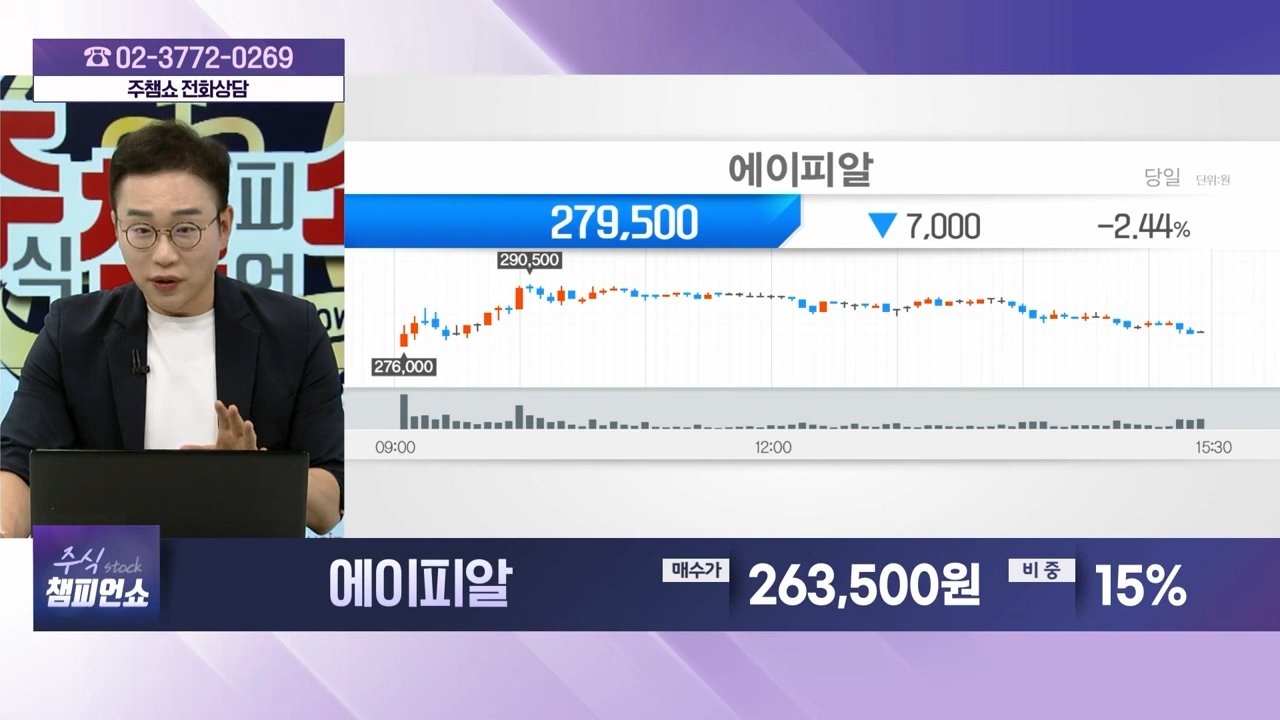 ☎02-3772-0269
주챔쇼 전화상담
에이피알
당일 단위:원
279,500 ▼ 7,000 -2.44%
290,500
276,000
09:00 12:00 15:30
주식 stock
챔피언쇼
에이피알 매수가 263,500원 비중 15%